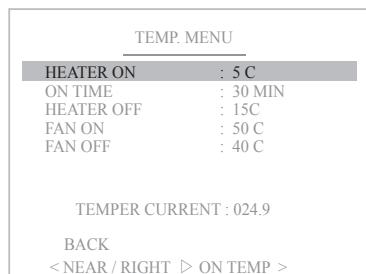 TEMP. MENU
HEATER ON : 5 C
ON TIME : 30 MIN
HEATER OFF : 15C
FAN ON : 50 C
FAN OFF : 40 C
TEMPER CURRENT : 024.9
BACK
< NEAR / RIGHT ▷ ON TEMP >